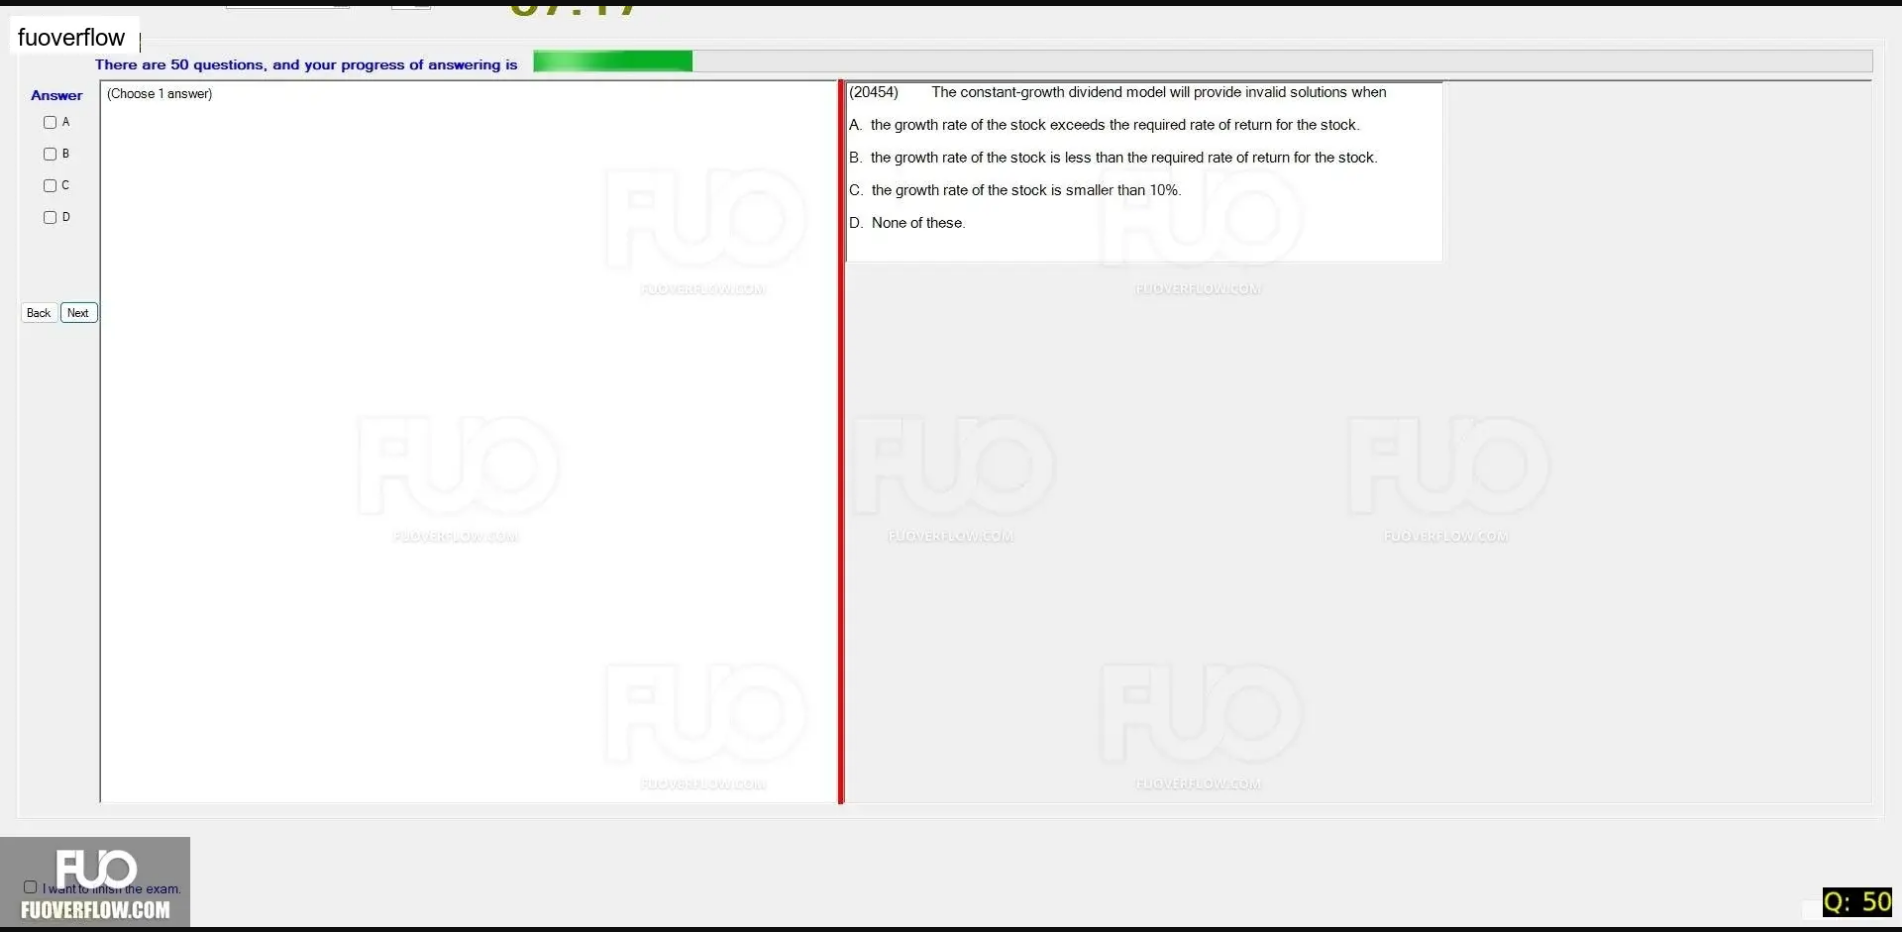 fuoverflow
There are 50 questions, and your progress of answering is
Answer
(Choose 1 answer)
A
B
C
D
Back Next
(20454) The constant-growth dividend model will provide invalid solutions when
A. the growth rate of the stock exceeds the required rate of return for the stock.
B. the growth rate of the stock is less than the required rate of return for the stock.
C. the growth rate of the stock is smaller than 10%.
D. None of these.
FUO
FUOVERFLOW.COM
FUO
FUOVERFLOW.COM
FUO
FUOVERFLOW.COM
FUO
FUOVERFLOW.COM
FUO
FUOVERFLOW.COM
FUO
FUOVERFLOW.COM
FUO
FUOVERFLOW.COM
FUO
I want to finish the exam.
FUOVERFLOW.COM
Q: 50